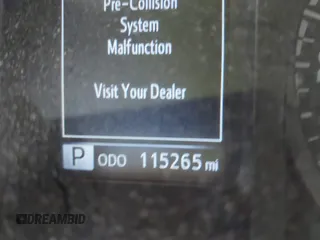 Pre-Collision
System
Malfunction
Visit Your Dealer
P ODO 115265 mi
DREAMBID